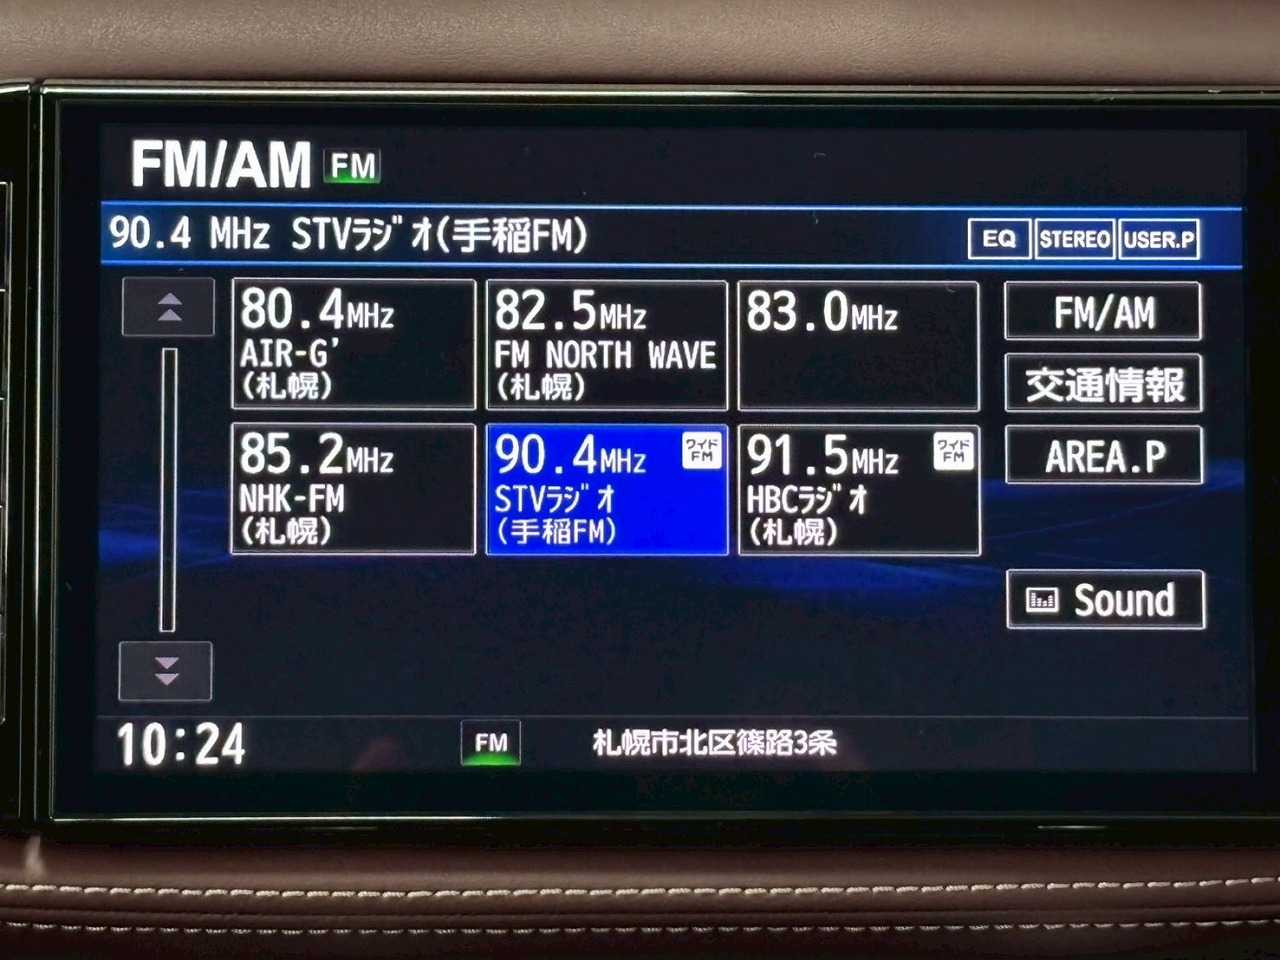 FM/AM FM
90.4 MHz STVﾗｼﾞｵ(手稲FM)
EQ STEREO USER.P
80.4MHz
AIR-G'
(札幌)
82.5MHz
FM NORTH WAVE
(札幌)
83.0MHz
FM/AM
交通情報
85.2MHz
NHK-FM
(札幌)
90.4MHz
ワイド
FM
STVﾗｼﾞｵ
(手稲FM)
91.5MHz
ワイド
FM
HBCﾗｼﾞｵ
(札幌)
AREA.P
Sound
10:24
FM
札幌市北区篠路3条